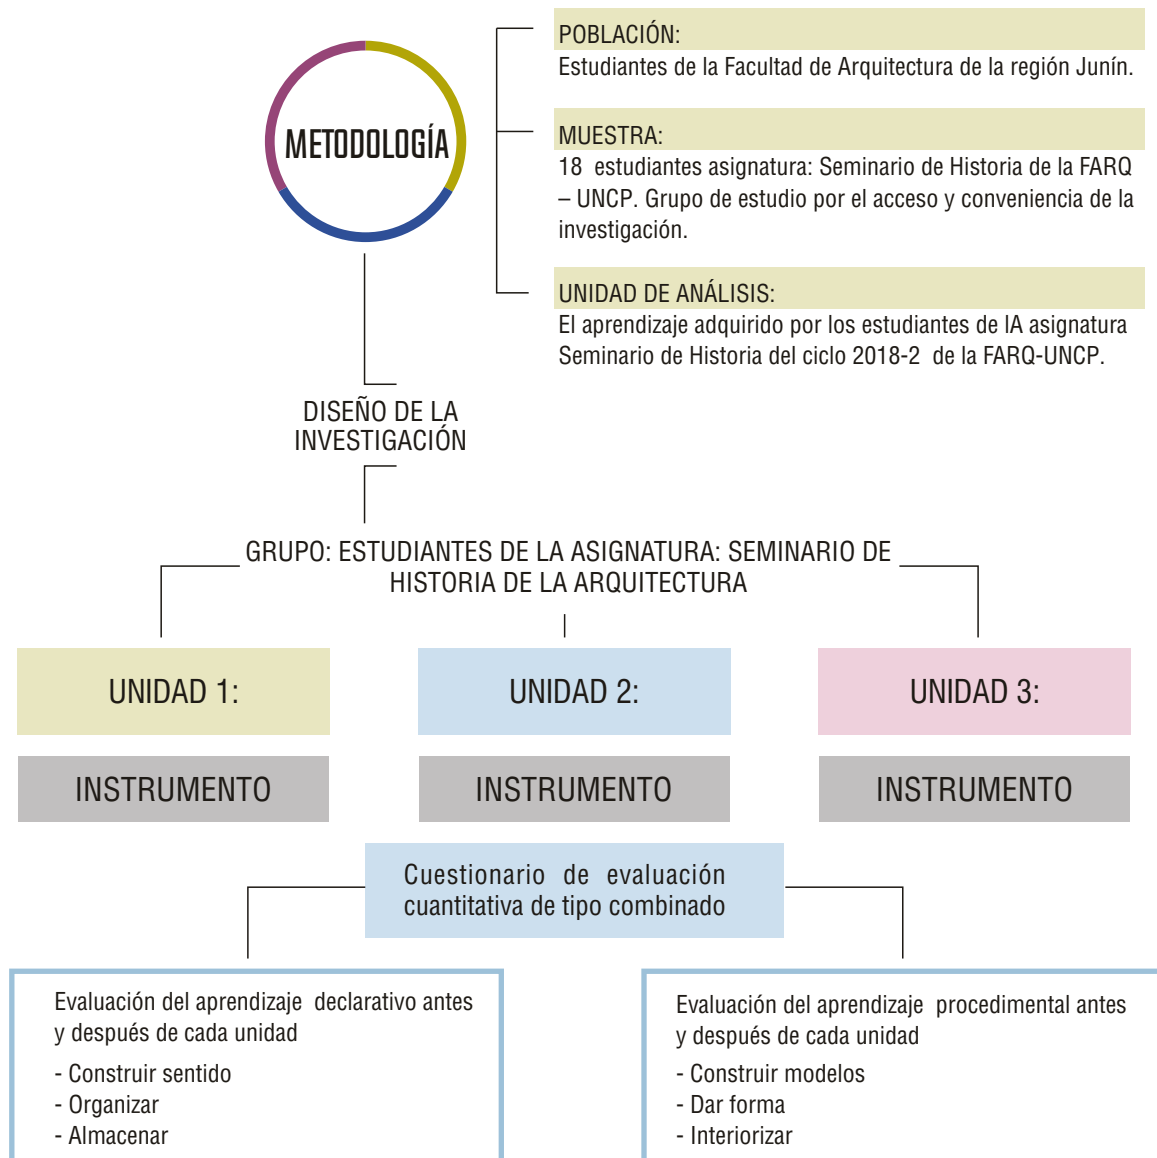 METODOLOGÍA
POBLACIÓN:
Estudiantes de la Facultad de Arquitectura de la región Junín.
MUESTRA:
18 estudiantes asignatura: Seminario de Historia de la FARQ
– UNCP. Grupo de estudio por el acceso y conveniencia de la
investigación.
UNIDAD DE ANÁLISIS:
El aprendizaje adquirido por los estudiantes de lA asignatura
Seminario de Historia del ciclo 2018-2 de la FARQ-UNCP.
DISEÑO DE LA
INVESTIGACIÓN
GRUPO: ESTUDIANTES DE LA ASIGNATURA: SEMINARIO DE
HISTORIA DE LA ARQUITECTURA
UNIDAD 1:
UNIDAD 2:
UNIDAD 3:
INSTRUMENTO
INSTRUMENTO
INSTRUMENTO
Cuestionario de evaluación
cuantitativa de tipo combinado
Evaluación del aprendizaje declarativo antes
y después de cada unidad
- Construir sentido
- Organizar
- Almacenar
Evaluación del aprendizaje procedimental antes
y después de cada unidad
- Construir modelos
- Dar forma
- Interiorizar